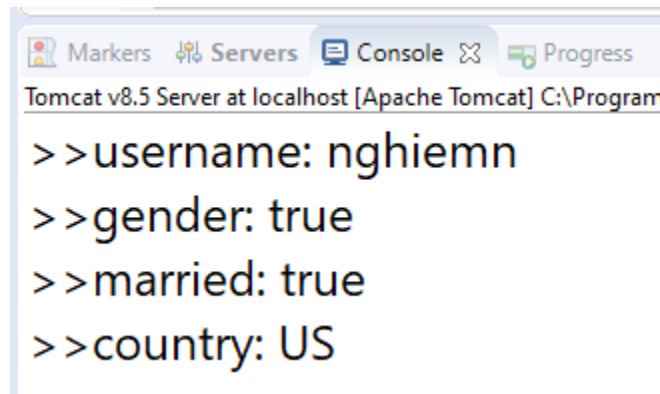 Markers Servers Console Progress
Tomcat v8.5 Server at localhost [Apache Tomcat] C:\Program
>>username: nghiemn
>>gender: true
>>married: true
>>country: US